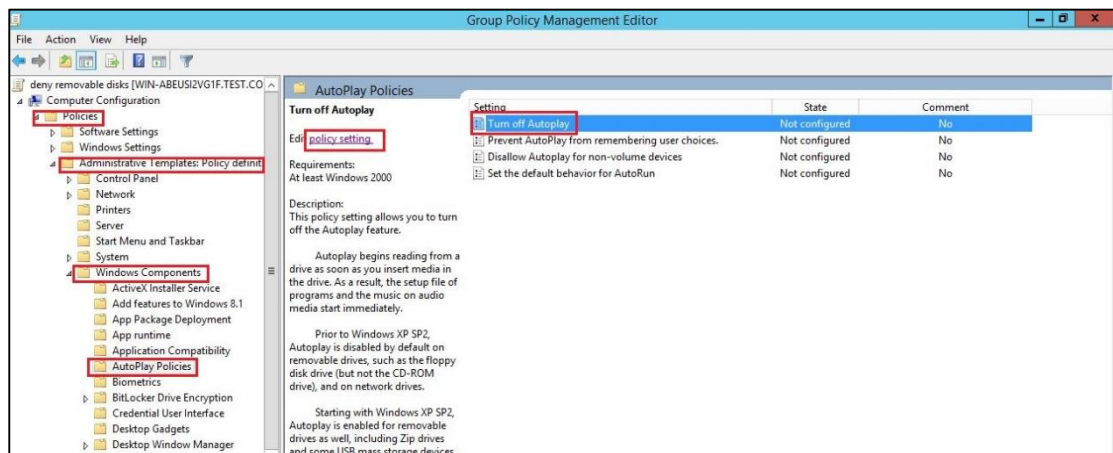 Group Policy Management Editor
File Action View Help
deny removable disks [WIN-ABEUSI2VG1F.TEST.CO
Computer Configuration
Policies
Software Settings
Windows Settings
Administrative Templates: Policy definit
Control Panel
Network
Printers
Server
Start Menu and Taskbar
System
Windows Components
ActiveX Installer Service
Add features to Windows 8.1
App Package Deployment
App runtime
Application Compatibility
AutoPlay Policies
Biometrics
BitLocker Drive Encryption
Credential User Interface
Desktop Gadgets
Desktop Window Manager
AutoPlay Policies
Turn off Autoplay
Edit policy setting
Requirements:
At least Windows 2000
Description:
This policy setting allows you to turn
off the Autoplay feature.
Autoplay begins reading from a
drive as soon as you insert media in
the drive. As a result, the setup file of
programs and the music on audio
media start immediately.
Prior to Windows XP SP2,
Autoplay is disabled by default on
removable drives, such as the floppy
disk drive (but not the CD-ROM
drive), and on network drives.
Starting with Windows XP SP2,
Autoplay is enabled for removable
drives as well, including Zip drives
and some USB mass storage devices
Setting State Comment
Turn off Autoplay Not configured No
Prevent AutoPlay from remembering user choices. Not configured No
Disallow Autoplay for non-volume devices Not configured No
Set the default behavior for AutoRun Not configured No